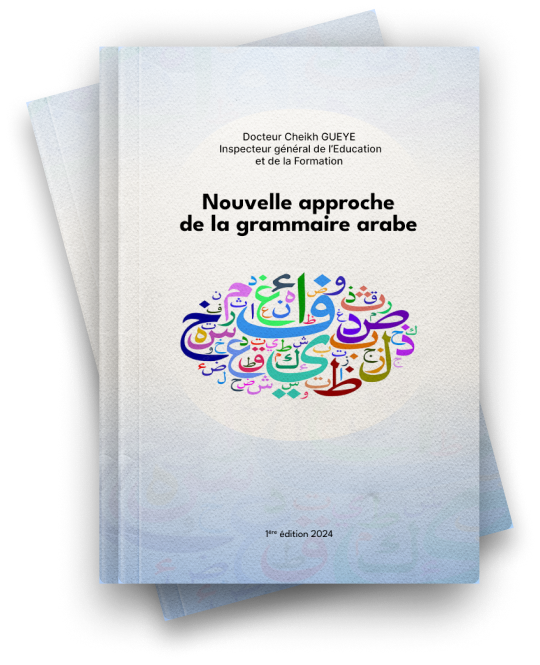 Docteur Cheikh GUEYE
Inspecteur général de l'Education
et de la Formation
Nouvelle approche
de la grammaire arabe
1ère édition 2024